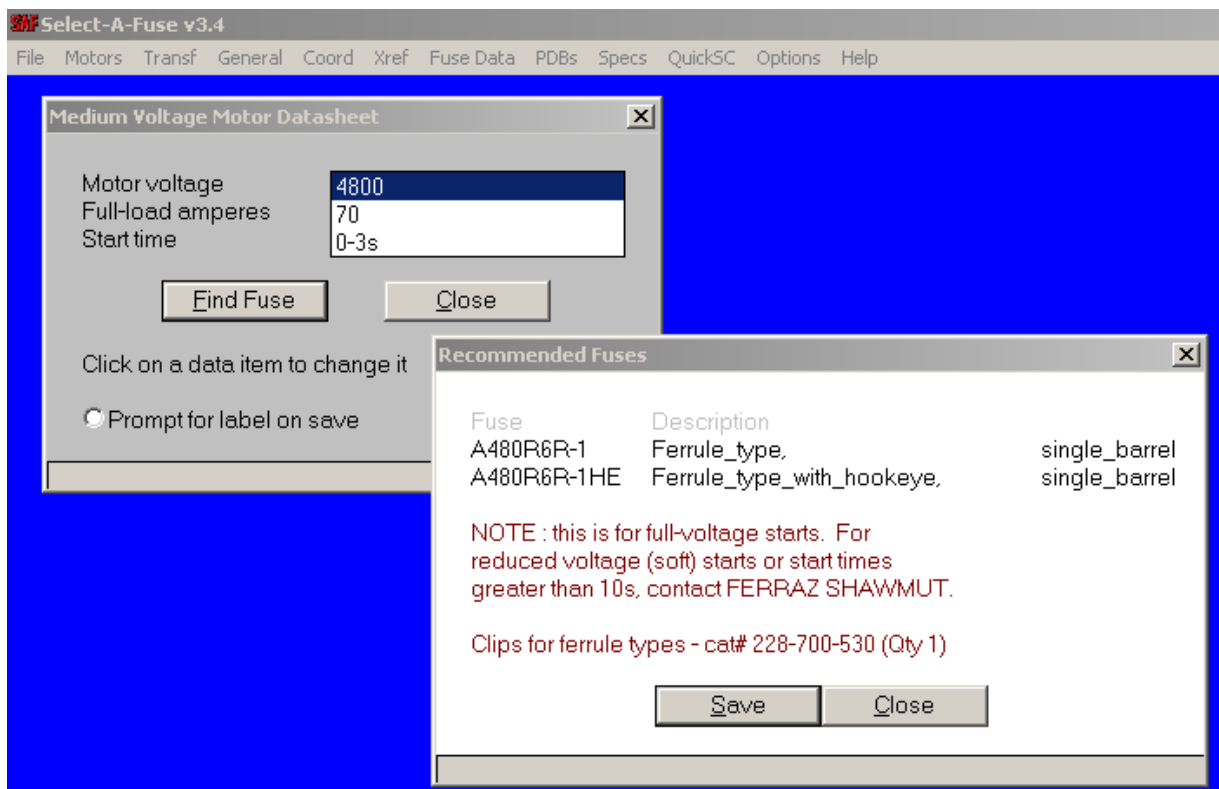 SAF Select-A-Fuse v3.4
File Motors Transf General Coord Xref Fuse Data PDBs Specs QuickSC Options Help
Medium Voltage Motor Datasheet
Motor voltage 4800
Full-load amperes 70
Start time 0-3s
Find Fuse Close
Click on a data item to change it
Prompt for label on save
Recommended Fuses
Fuse Description
A480R6R-1 Ferrule_type, single_barrel
A480R6R-1HE Ferrule_type_with_hookeye, single_barrel
NOTE : this is for full-voltage starts. For
reduced voltage (soft) starts or start times
greater than 10s, contact FERRAZ SHAWMUT.
Clips for ferrule types - cat# 228-700-530 (Qty 1)
Save Close